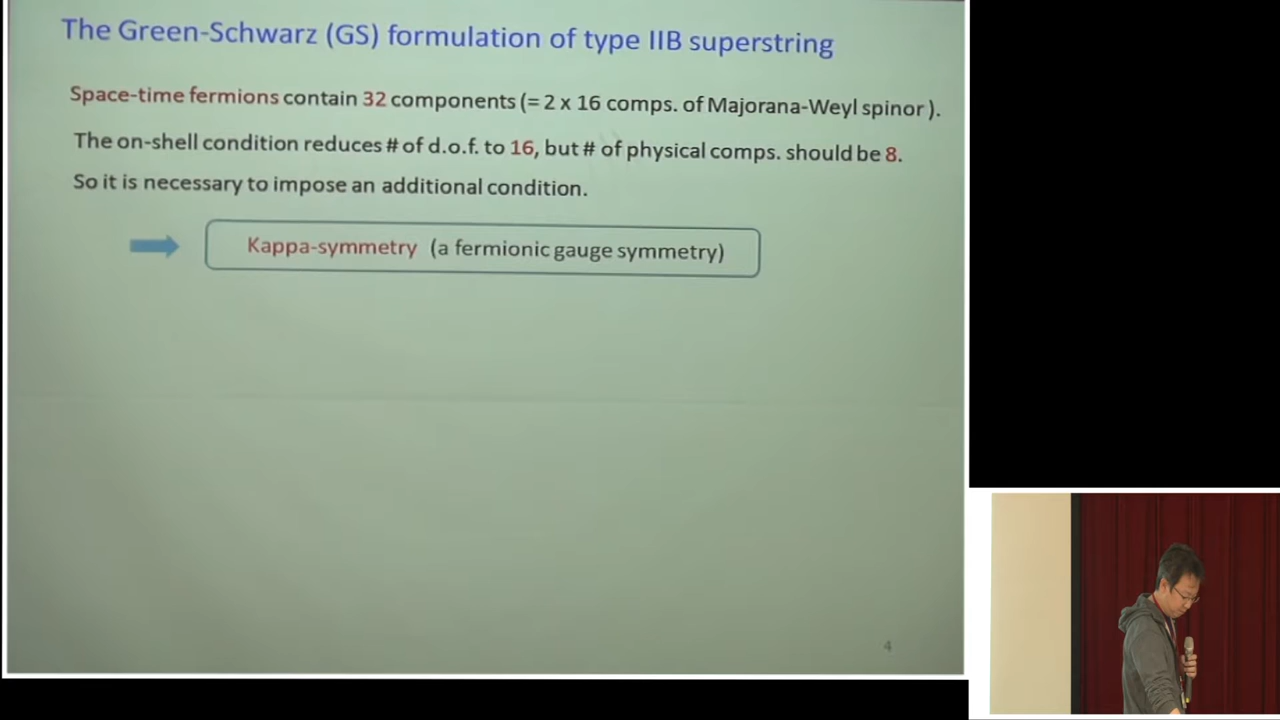 The Green-Schwarz (GS) formulation of type IIB superstring
Space-time fermions contain 32 components (= 2 x 16 comps. of Majorana-Weyl spinor ).
The on-shell condition reduces # of d.o.f. to 16, but # of physical comps. should be 8.
So it is necessary to impose an additional condition.
Kappa-symmetry (a fermionic gauge symmetry)
4